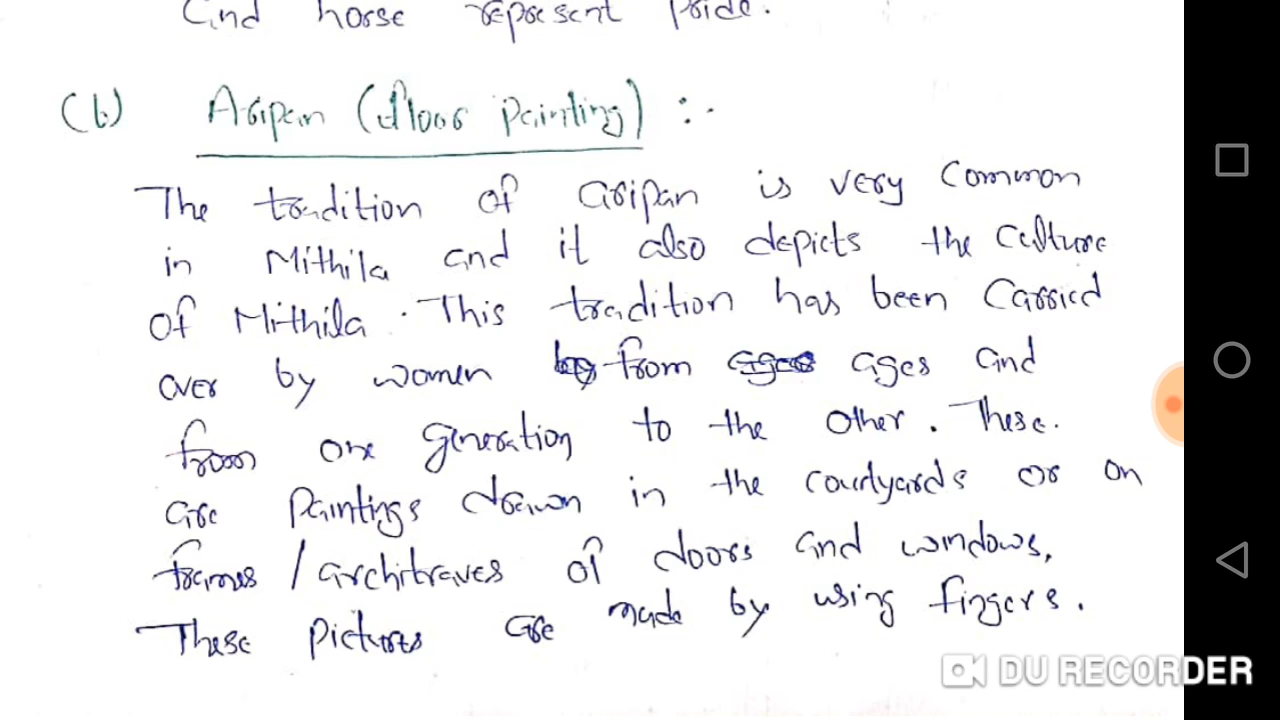 and horse represent pride.
(b) Aripan (floor painting) :-
The tradition of aripan is very common
in Mithila and it also depicts the culture
of Mithila. This tradition has been carried
over by women from ages and
from one generation to the other. These.
are paintings drawn in the courtyards or on
frames / architraves of doors and windows.
These pictures are made by using fingers.
DU RECORDER